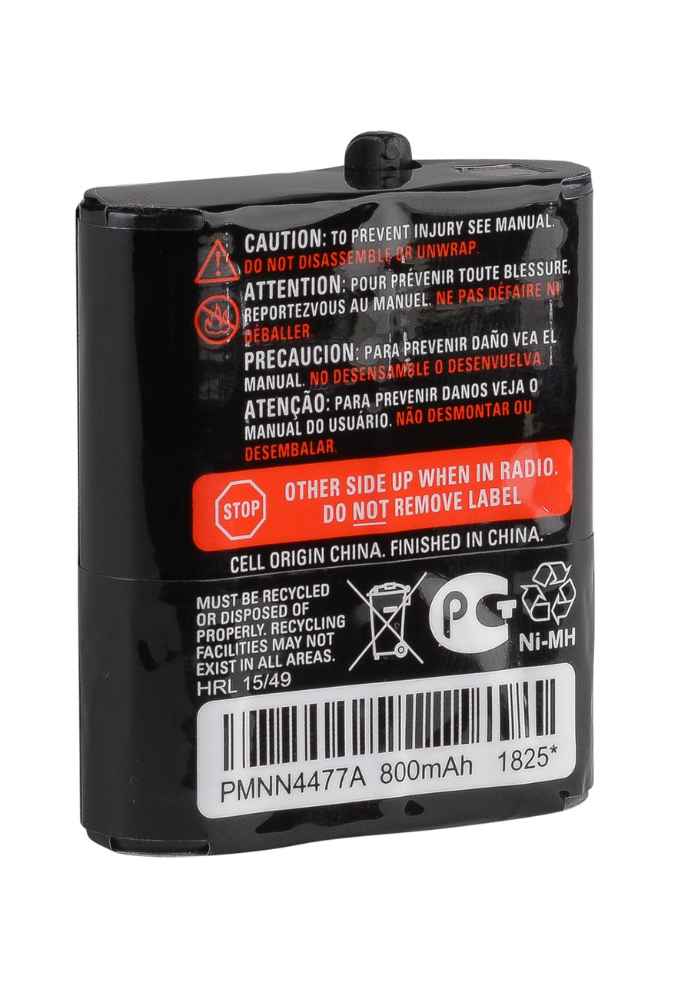 CAUTION: TO PREVENT INJURY SEE MANUAL.
DO NOT DISASSEMBLE OR UNWRAP.
ATTENTION: POUR PRÉVENIR TOUTE BLESSURE,
REPORTEZVOUS AU MANUEL. NE PAS DÉFAIRE NI
DÉBALLER.
PRECAUCION: PARA PREVENIR DAÑO VEA EL
MANUAL. NO DESENSAMBLE O DESENVUELVA.
ATENÇÃO: PARA PREVENIR DANOS VEJA O
MANUAL DO USUÁRIO. NÃO DESMONTAR OU
DESEMBALAR.
STOP
OTHER SIDE UP WHEN IN RADIO.
DO NOT REMOVE LABEL
CELL ORIGIN CHINA. FINISHED IN CHINA.
MUST BE RECYCLED
OR DISPOSED OF
PROPERLY. RECYCLING
FACILITIES MAY NOT
EXIST IN ALL AREAS.
HRL 15/49
Ni-MH
PMNN4477A 800mAh 1825*